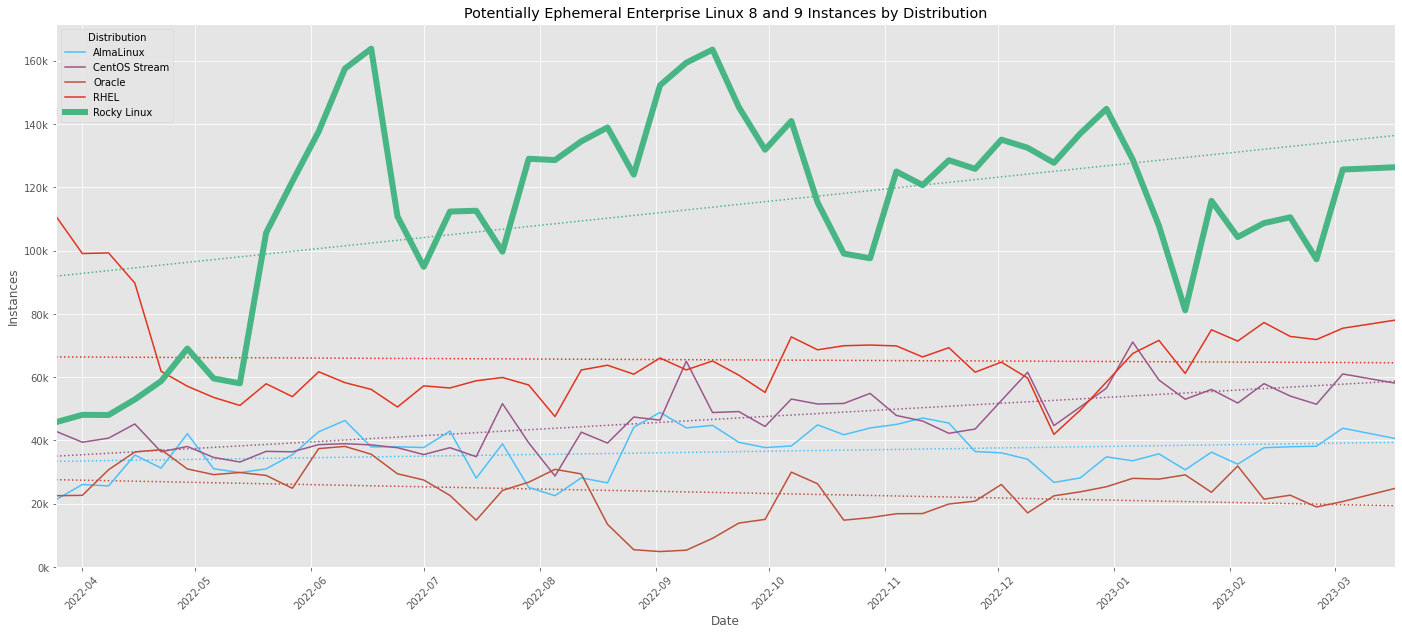 Potentially Ephemeral Enterprise Linux 8 and 9 Instances by Distribution
Distribution
AlmaLinux
CentOS Stream
Oracle
RHEL
Rocky Linux
160k
140k
120k
100k
80k
60k
40k
20k
0k
Instances
2022-04
2022-05
2022-06
2022-07
2022-08
2022-09
2022-10
2022-11
2022-12
2023-01
2023-02
2023-03
Date